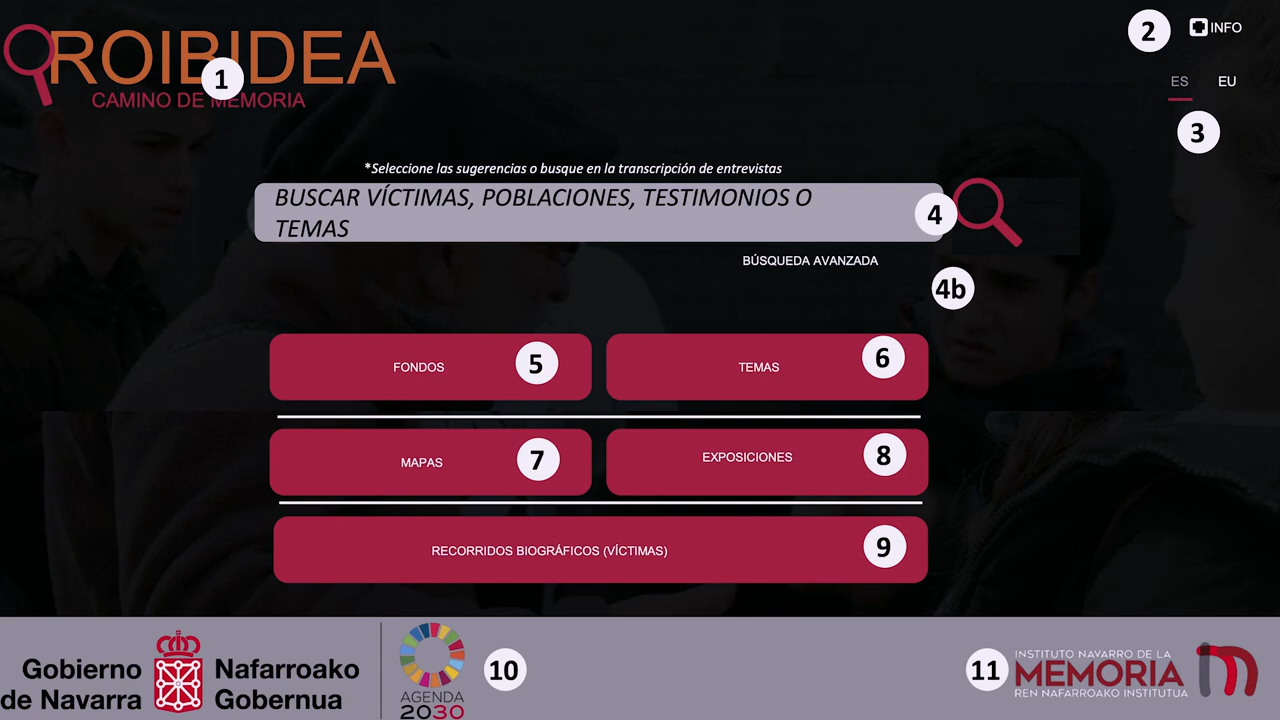 ROIBIDEA
1
CAMINO DE MEMORIA
2
INFO
ES
EU
3
*Seleccione las sugerencias o busque en la transcripción de entrevistas
BUSCAR VÍCTIMAS, POBLACIONES, TESTIMONIOS O
TEMAS
4
BÚSQUEDA AVANZADA
4b
FONDOS
5
TEMAS
6
MAPAS
7
EXPOSICIONES
8
RECORRIDOS BIOGRÁFICOS (VÍCTIMAS)
9
Gobierno
de Navarra
Nafarroako
Gobernua
AGENDA
2030
10
11
INSTITUTO NAVARRO DE LA
MEMORIA
REN NAFARROAKO INSTITUTUA